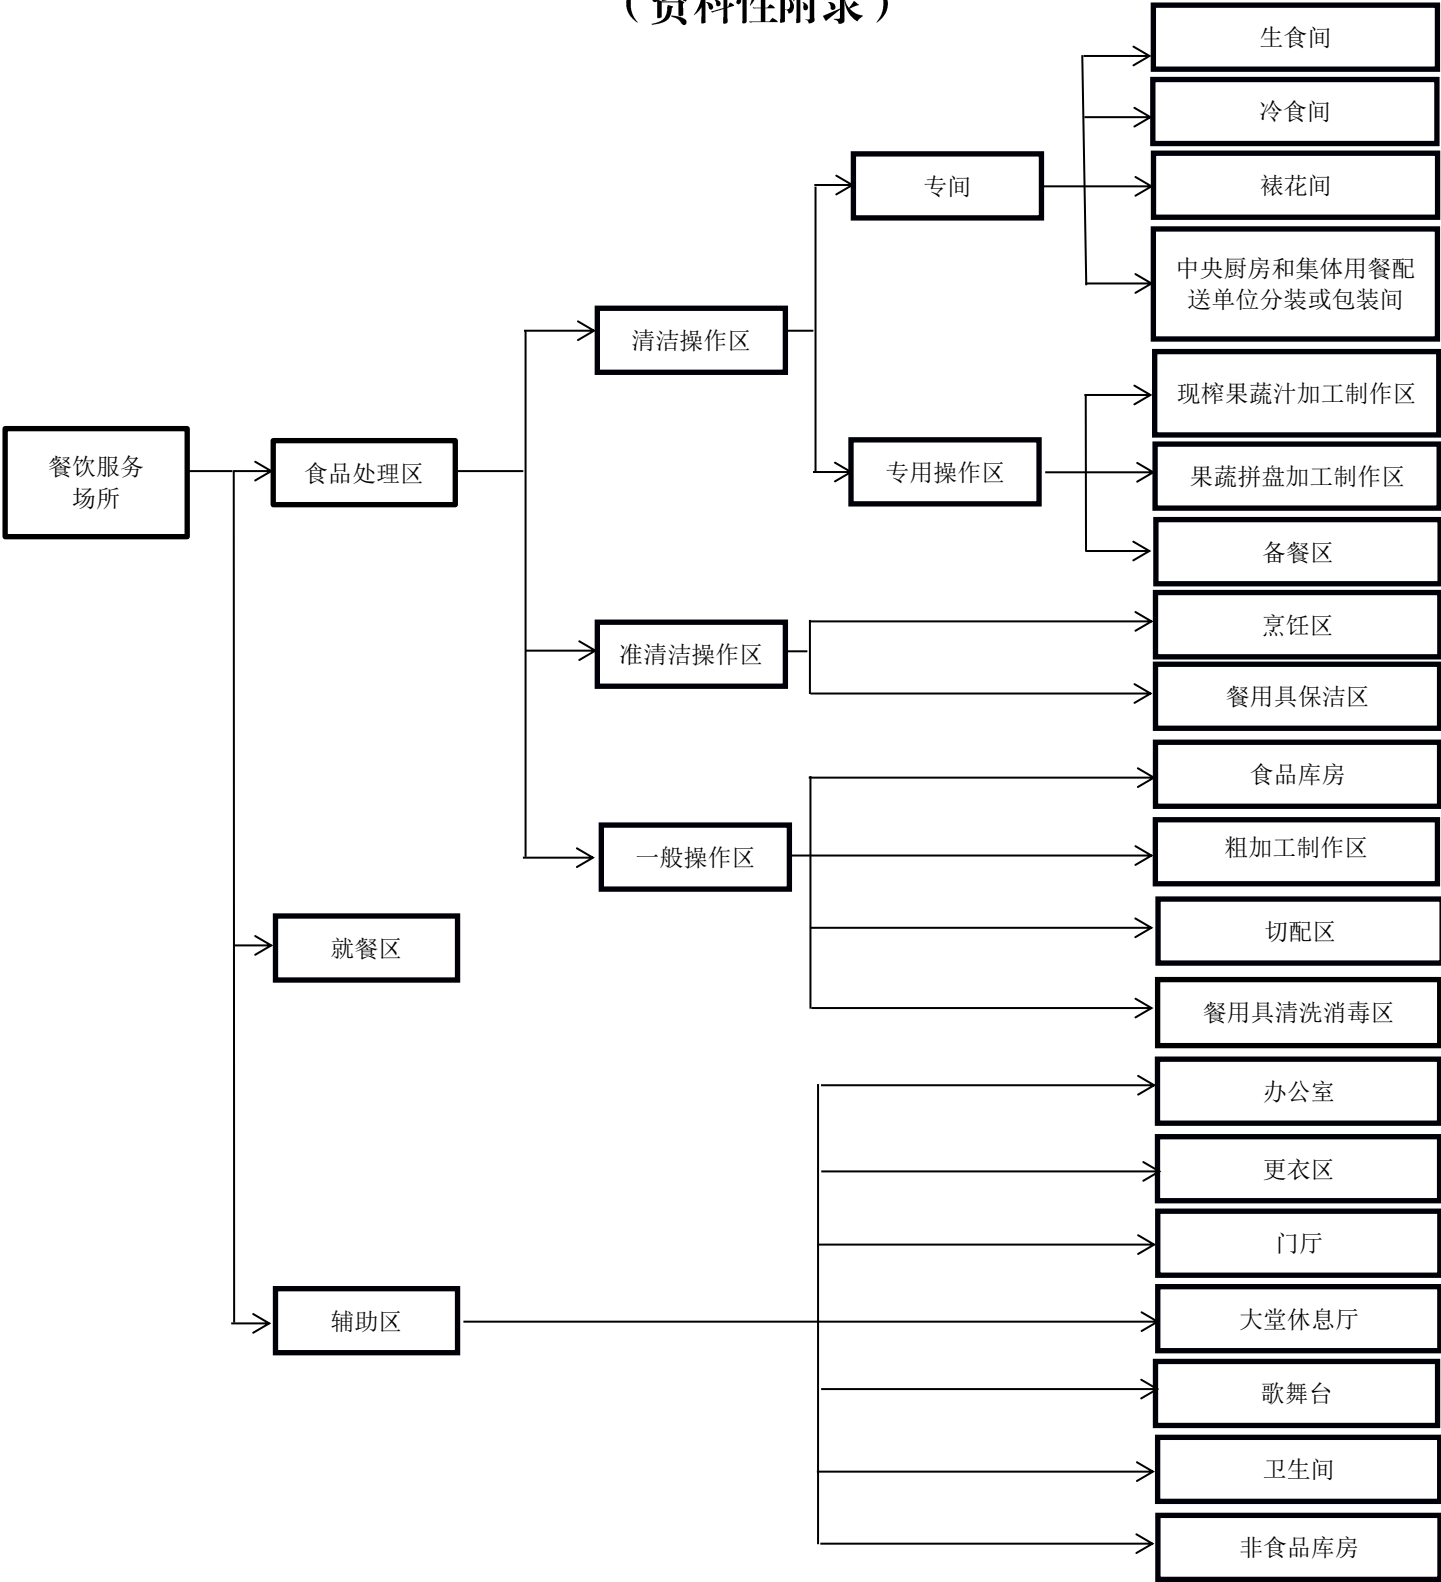 (资料性附录)
生食间
冷食间
裱花间
专间
中央厨房和集体用餐配
送单位分装或包装间
清洁操作区
现榨果蔬汁加工制作区
餐饮服务
场所
食品处理区
专用操作区
果蔬拼盘加工制作区
备餐区
准清洁操作区
烹饪区
餐用具保洁区
食品库房
一般操作区
粗加工制作区
切配区
就餐区
餐用具清洗消毒区
办公室
更衣区
门厅
辅助区
大堂休息厅
歌舞台
卫生间
非食品库房